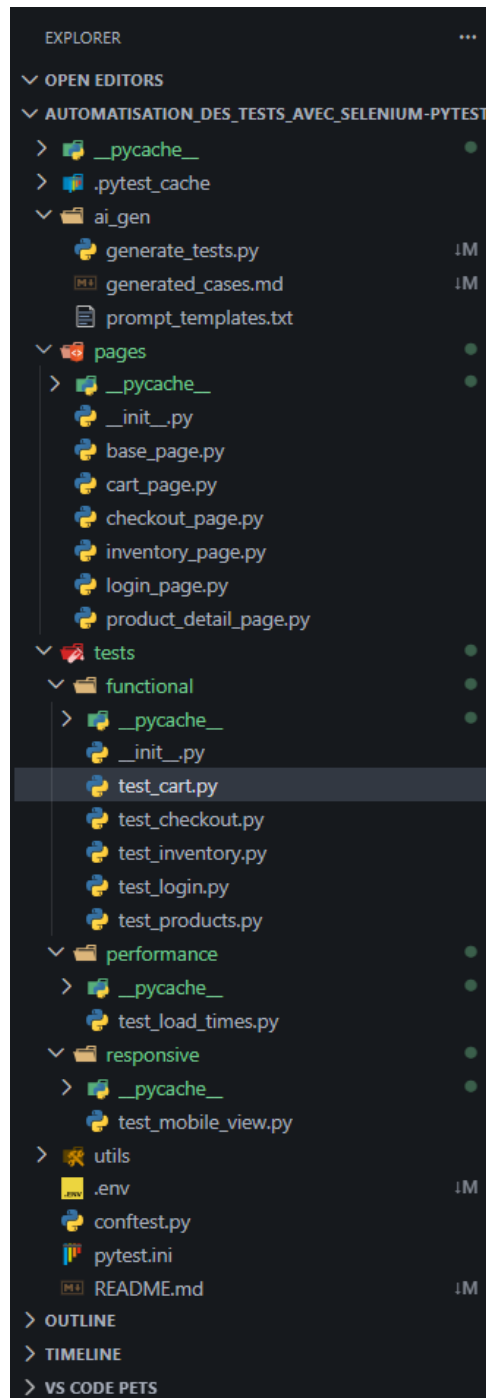 EXPLORER ...
OPEN EDITORS
AUTOMATISATION_DES_TESTS_AVEC_SELENIUM-PYTEST
__pycache__
.pytest_cache
ai_gen
generate_tests.py ↓M
generated_cases.md ↓M
prompt_templates.txt
pages
__pycache__
__init__.py
base_page.py
cart_page.py
checkout_page.py
inventory_page.py
login_page.py
product_detail_page.py
tests
functional
__pycache__
__init__.py
test_cart.py
test_checkout.py
test_inventory.py
test_login.py
test_products.py
performance
__pycache__
test_load_times.py
responsive
__pycache__
test_mobile_view.py
utils
.env ↓M
conftest.py
pytest.ini
README.md ↓M
OUTLINE
TIMELINE
VS CODE PETS